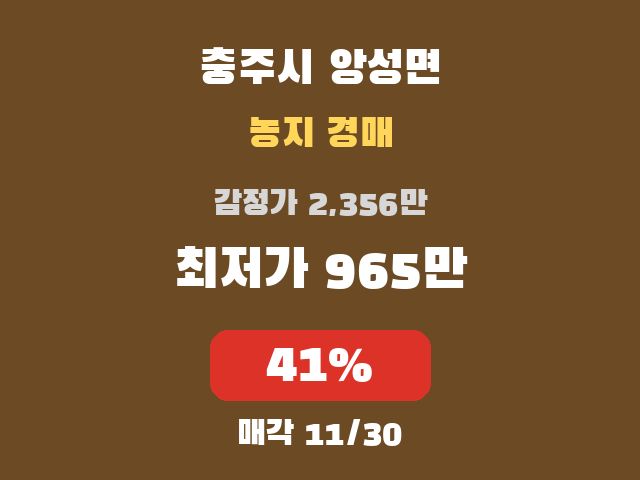 충주시 앙성면
농지 경매
감정가 2,356만
최저가 965만
41%
매각 11/30